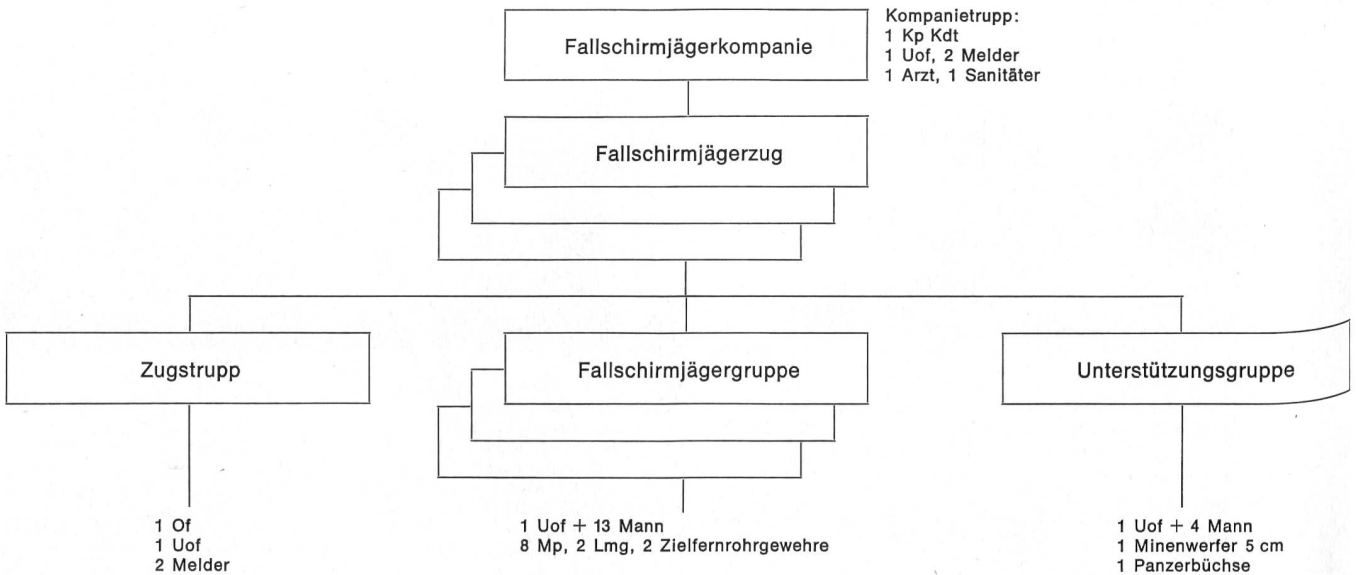 Fallschirmjägerkompanie
Kompanietrupp:
1 Kp Kdt
1 Uof, 2 Melder
1 Arzt, 1 Sanitäter
Fallschirmjägerzug
Zugstrupp
Fallschirmjägergruppe
Unterstützungsgruppe
1 Of
1 Uof
2 Melder
1 Uof + 13 Mann
8 Mp, 2 Lmg, 2 Zielfernrohrgewehre
1 Uof + 4 Mann
1 Minenwerfer 5 cm
1 Panzerbüchse